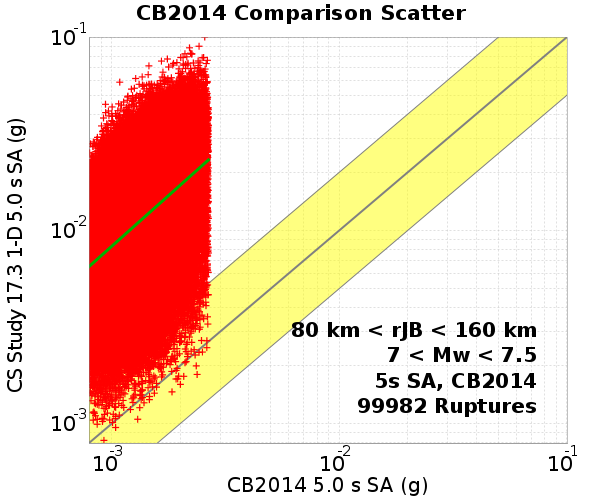 CB2014 Comparison Scatter
CS Study 17.3 1-D 5.0 s SA (g)
10-1
10-2
10-3
80 km < rJB < 160 km
7 < Mw < 7.5
5s SA, CB2014
99982 Ruptures
10-3 10-2 10-1
CB2014 5.0 s SA (g)